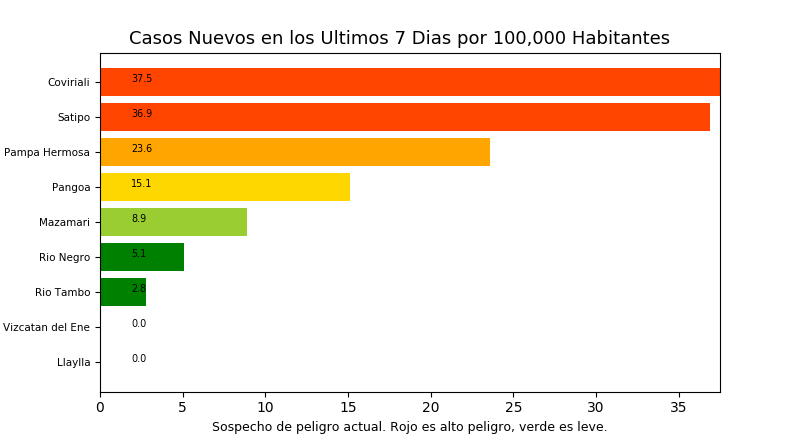 Casos Nuevos en los Ultimos 7 Dias por 100,000 Habitantes
Coviriali 37.5
Satipo 36.9
Pampa Hermosa 23.6
Pangoa 15.1
Mazamari 8.9
Rio Negro 5.1
Rio Tambo 2.8
Vizcatan del Ene 0.0
Llaylla 0.0
0 5 10 15 20 25 30 35
Sospecho de peligro actual. Rojo es alto peligro, verde es leve.